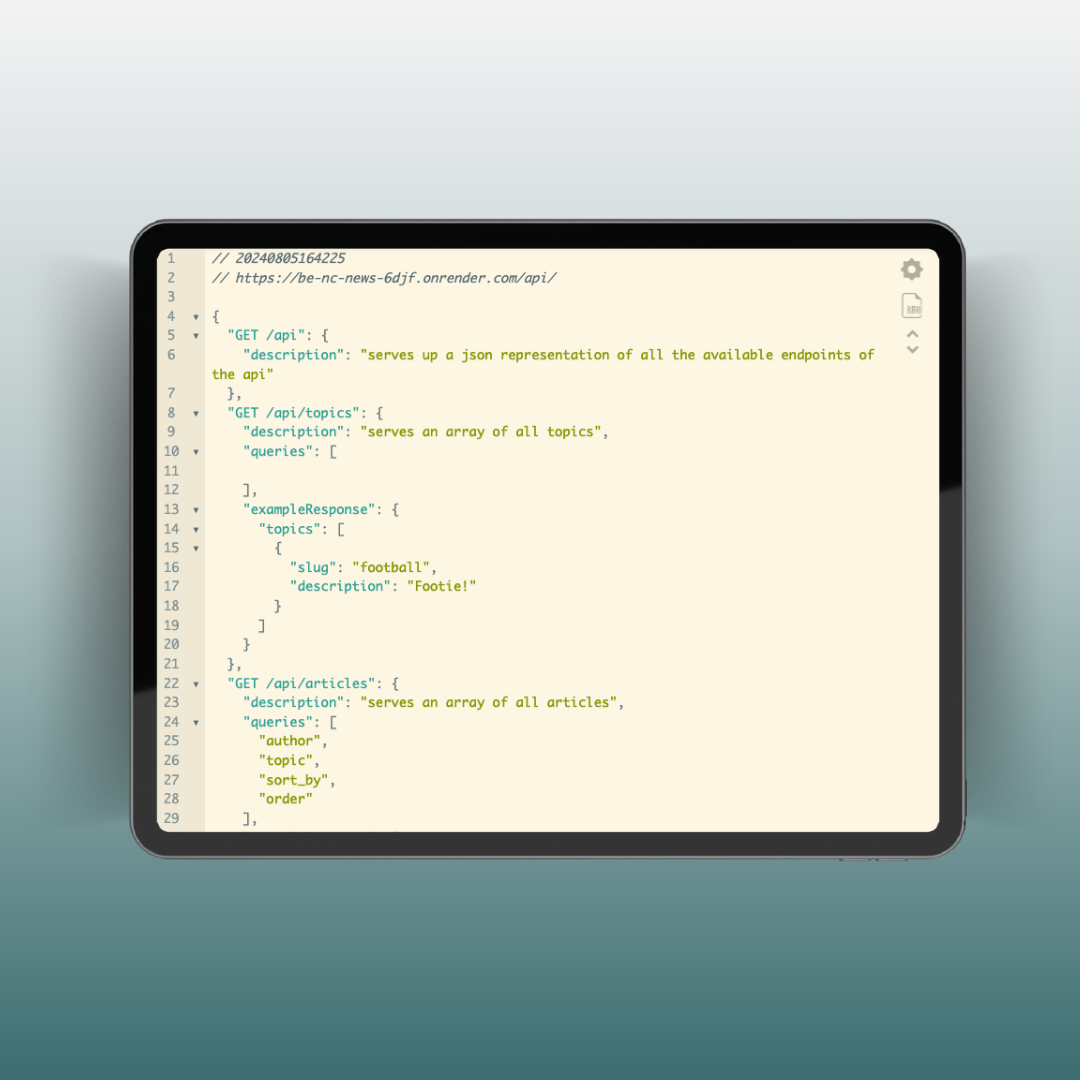 1 // 20240805164225
2 // https://be-nc-news-6djf.onrender.com/api/
3
4 {
5 "GET /api": {
6 "description": "serves up a json representation of all the available endpoints of
the api"
7 },
8 "GET /api/topics": {
9 "description": "serves an array of all topics",
10 "queries": [
11
12 ],
13 "exampleResponse": {
14 "topics": [
15 {
16 "slug": "football",
17 "description": "Footie!"
18 }
19 ]
20 }
21 },
22 "GET /api/articles": {
23 "description": "serves an array of all articles",
24 "queries": [
25 "author",
26 "topic",
27 "sort_by",
28 "order"
29 ],